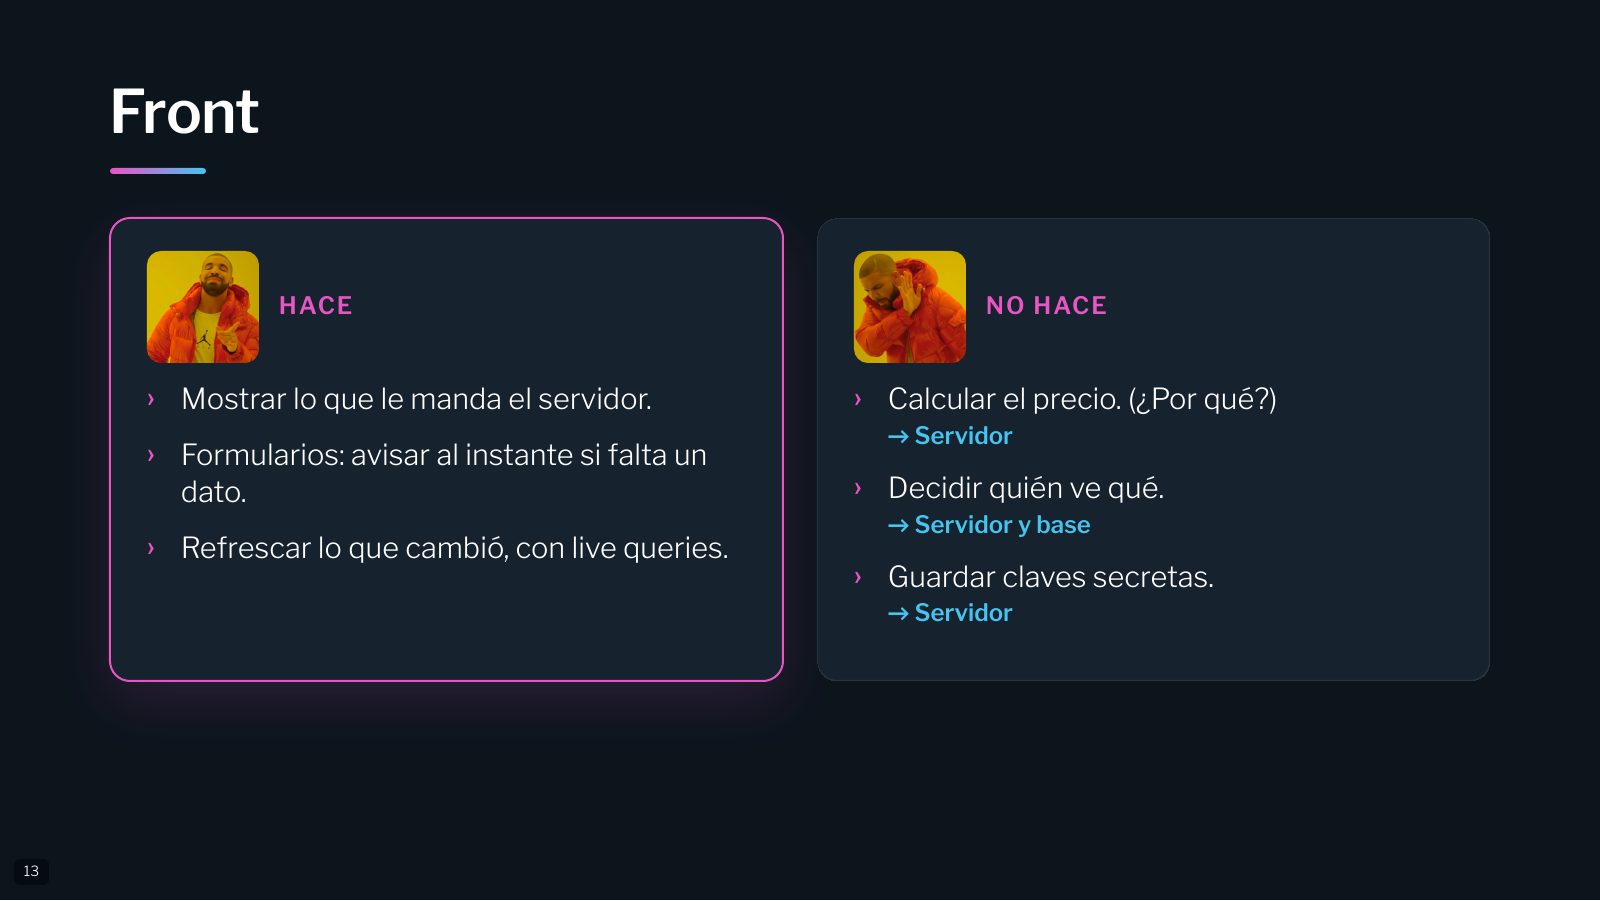 Front
HACE
› Mostrar lo que le manda el servidor.
› Formularios: avisar al instante si falta un
dato.
› Refrescar lo que cambió, con live queries.
NO HACE
› Calcular el precio. (¿Por qué?)
→ Servidor
› Decidir quién ve qué.
→ Servidor y base
› Guardar claves secretas.
→ Servidor
13